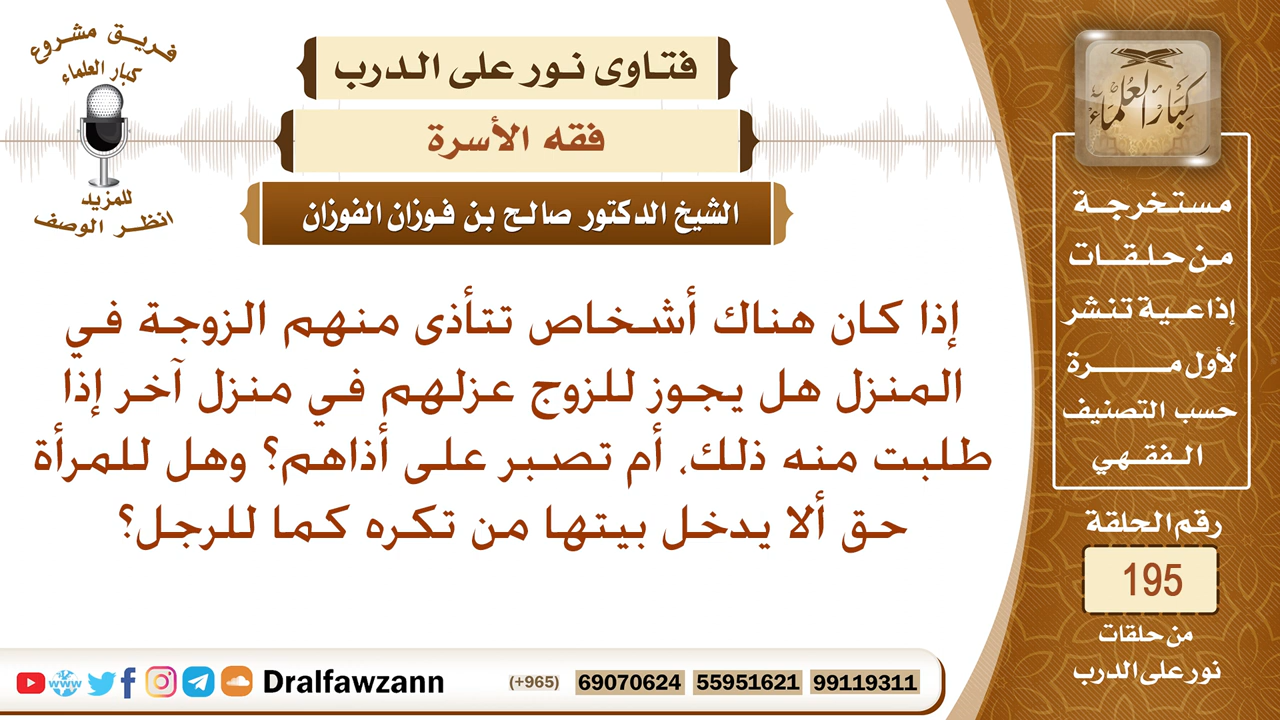 فريق مشروع
كبار العلماء
للمزيد
انظر الوصف
فتاوى نور على الدرب
فقه الأسرة
الشيخ الدكتور صالح بن فوزان الفوزان
إذا كان هناك أشخاص تتأذى منهم الزوجة في
المنزل هل يجوز للزوج عزلهم في منزل آخر إذا
طلبت منه ذلك، أم تصبر على أذاهم؟ وهل للمرأة
حق ألا يدخل بيتها من تكره كما للرجل؟
كبار العلماء
مستخرجة
من حلقات
إذاعية تنشر
لأول مرة
حسب التصنيف
الفقهي
رقم الحلقة
195
من حلقات
نور على الدرب
www Dralfawzann (+965) 69070624 55951621 99119311